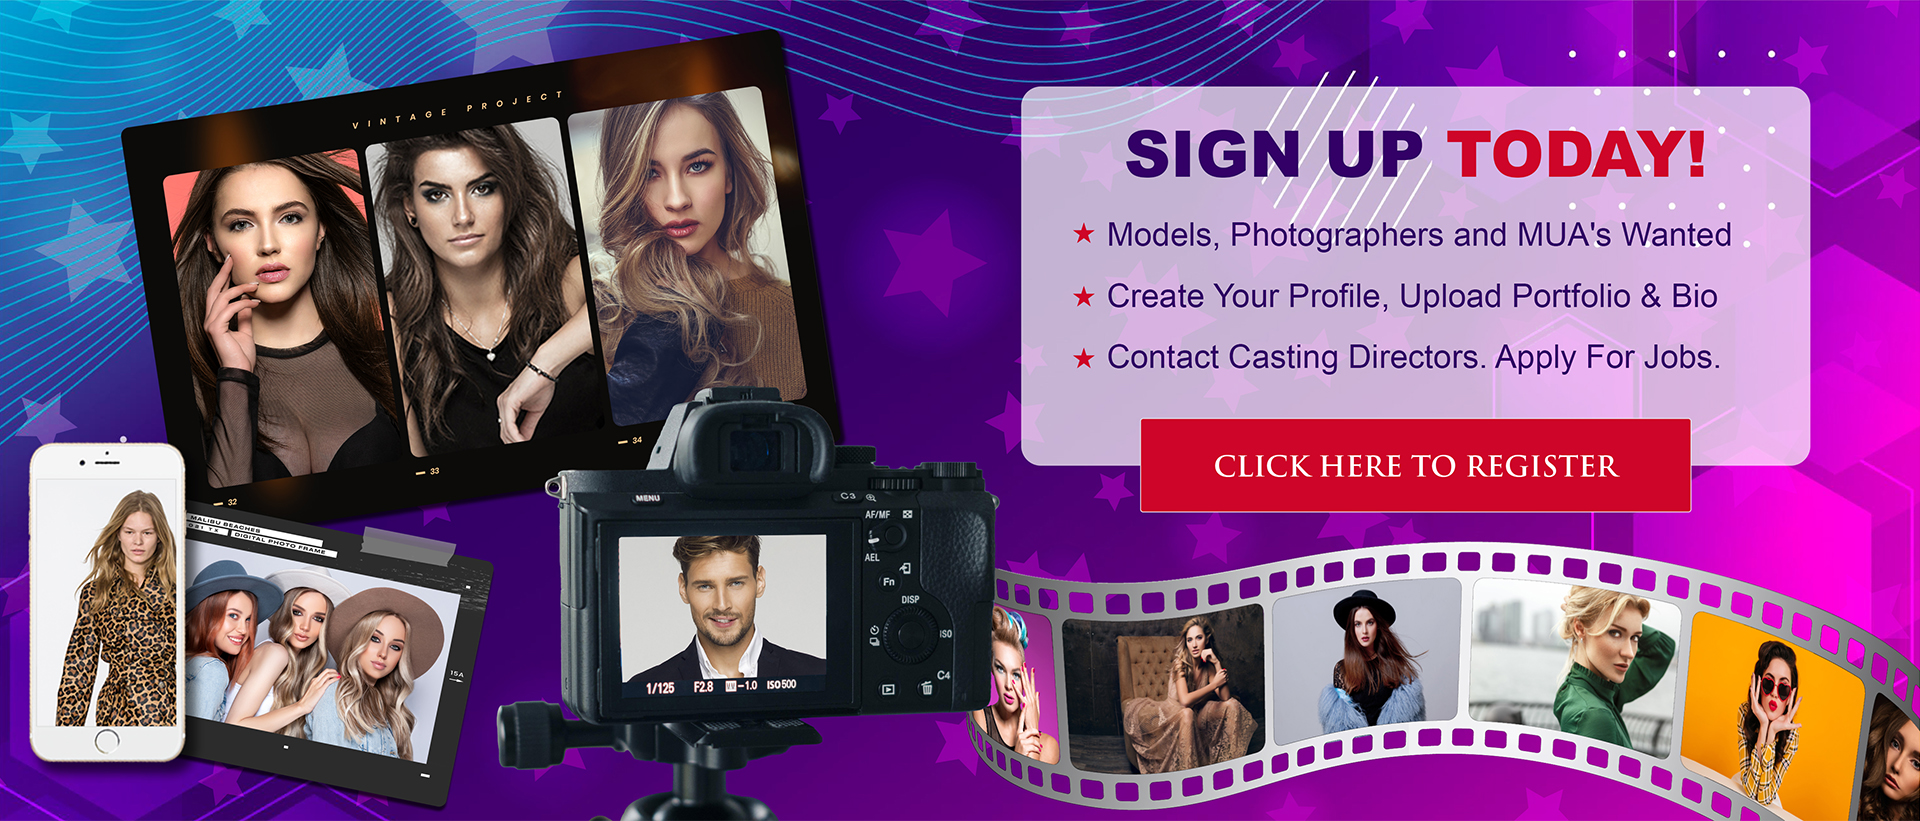 VINTAGE PROJECT
32
33
34
MALIBU BEACHES
DIGITAL PHOTO FRAME
15A
MENU
C3
AF/MF
AEL
Fn
DISP
ISO
C4
1/125 F2.8 -1.0 ISO 500
SIGN UP TODAY!
Models, Photographers and MUA's Wanted
Create Your Profile, Upload Portfolio & Bio
Contact Casting Directors. Apply For Jobs.
CLICK HERE TO REGISTER